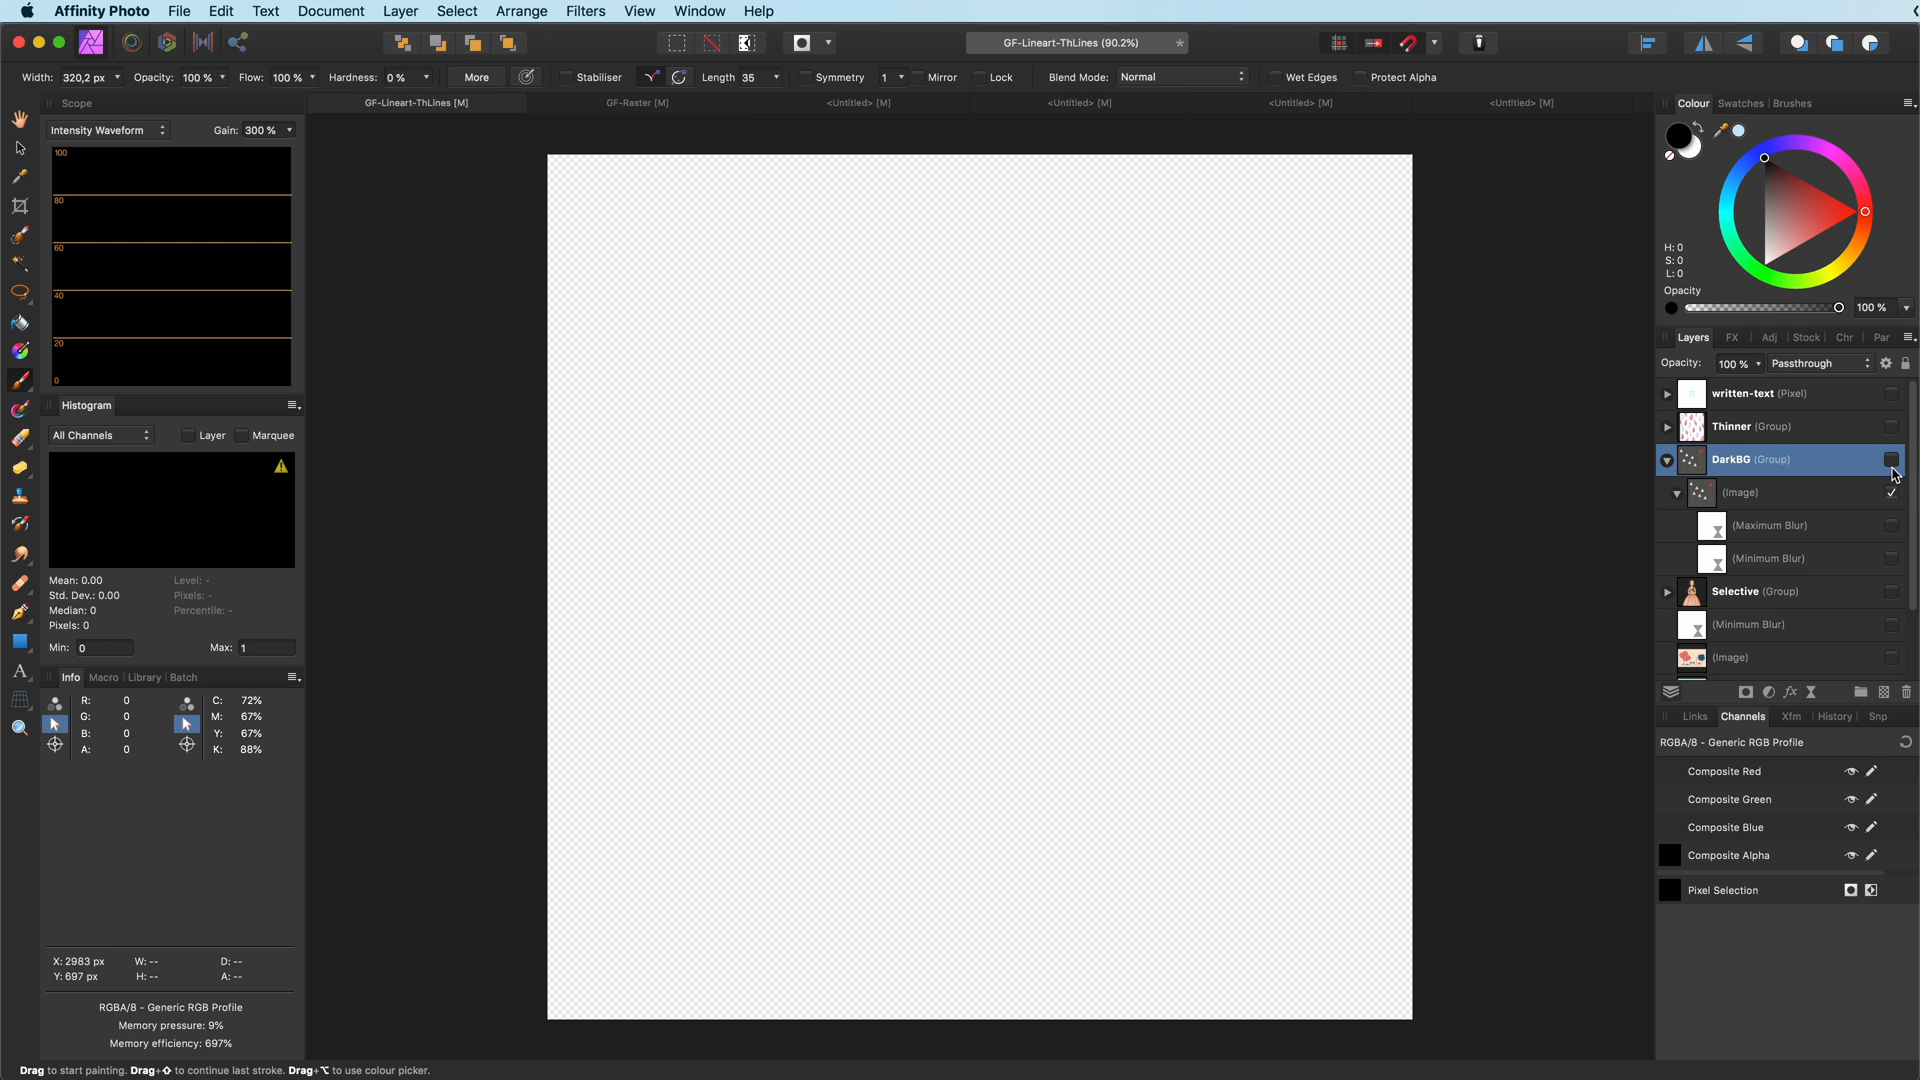 Affinity Photo File Edit Text Document Layer Select Arrange Filters View Window Help
GF-Lineart-ThLines (90.2%)
Width: 320,2 px Opacity: 100 % Flow: 100 % Hardness: 0 % More Stabiliser Length 35 Symmetry 1 Mirror Lock Blend Mode: Normal Wet Edges Protect Alpha
Scope
GF-Lineart-ThLines [M] GF-Raster [M] <Untitled> [M] <Untitled> [M] <Untitled> [M] <Untitled> [M]
Colour Swatches Brushes
Intensity Waveform Gain: 300 %
100
80
60
40
20
0
H: 0
S: 0
L: 0
Opacity
100 %
Layers FX Adj Stock Chr Par
Opacity: 100 % Passthrough
written-text (Pixel)
Thinner (Group)
DarkBG (Group)
(Image)
(Maximum Blur)
(Minimum Blur)
Selective (Group)
(Minimum Blur)
(Image)
Histogram
All Channels Layer Marquee
Mean: 0.00 Level: -
Std. Dev.: 0.00 Pixels: -
Median: 0 Percentile: -
Pixels: 0
Min: 0 Max: 1
Info Macro Library Batch
R: 0 C: 72%
G: 0 M: 67%
B: 0 Y: 67%
A: 0 K: 88%
Links Channels Xfm History Snp
RGBA/8 - Generic RGB Profile
Composite Red
Composite Green
Composite Blue
Composite Alpha
Pixel Selection
X: 2983 px W: -- D: --
Y: 697 px H: -- A: --
RGBA/8 - Generic RGB Profile
Memory pressure: 9%
Memory efficiency: 697%
Drag to start painting. Drag+⇧ to continue last stroke. Drag+⌥ to use colour picker.